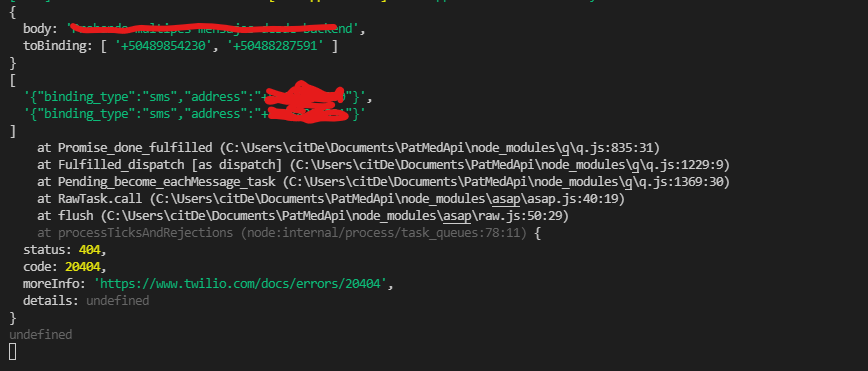 {
body: '
toBinding: [ '+50489854230', '+50488287591' ]
}
[
'{"binding_type":"sms","address":"+ "}',
'{"binding_type":"sms","address":"+ "}'
]
at Promise_done_fulfilled (C:\Users\citDe\Documents\PatMedApi\node_modules\q\q.js:835:31)
at Fulfilled_dispatch [as dispatch] (C:\Users\citDe\Documents\PatMedApi\node_modules\q\q.js:1229:9)
at Pending_become_eachMessage_task (C:\Users\citDe\Documents\PatMedApi\node_modules\q\q.js:1369:30)
at RawTask.call (C:\Users\citDe\Documents\PatMedApi\node_modules\asap\asap.js:40:19)
at flush (C:\Users\citDe\Documents\PatMedApi\node_modules\asap\raw.js:50:29)
at processTicksAndRejections (node:internal/process/task_queues:78:11) {
status: 404,
code: 20404,
moreInfo: 'https://www.twilio.com/docs/errors/20404',
details: undefined
}
undefined